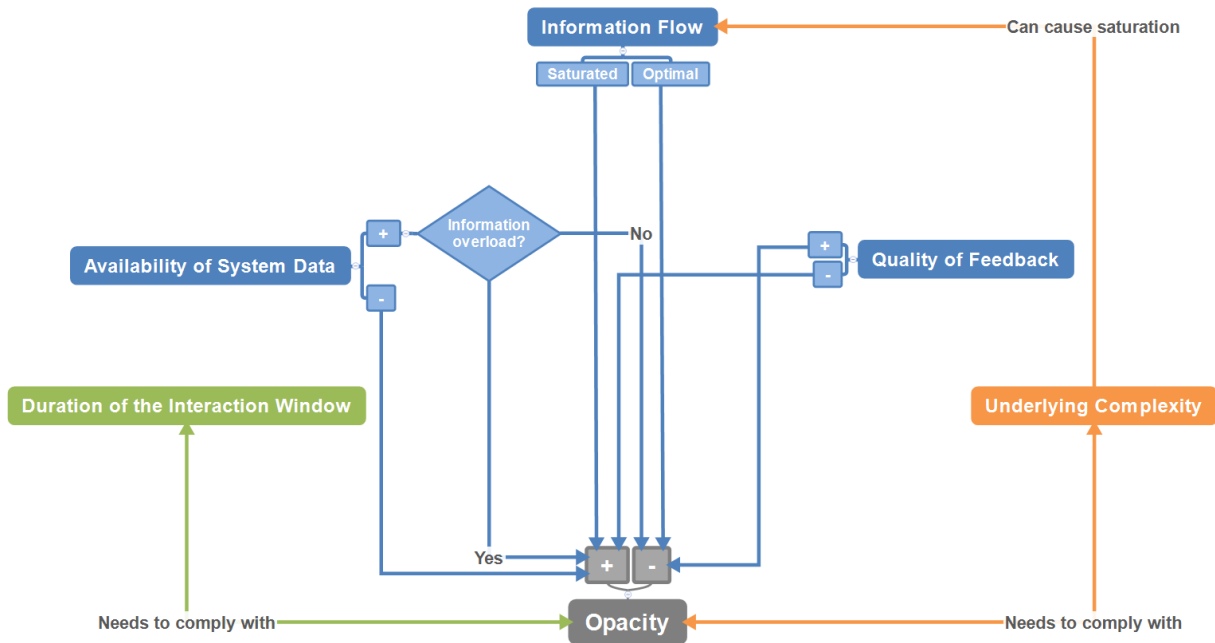 Information Flow
Can cause saturation
Saturated
Optimal
Information
overload?
+
No
+
Availability of System Data
Quality of Feedback
-
-
Duration of the Interaction Window
Underlying Complexity
Yes
+
-
Needs to comply with
Opacity
Needs to comply with